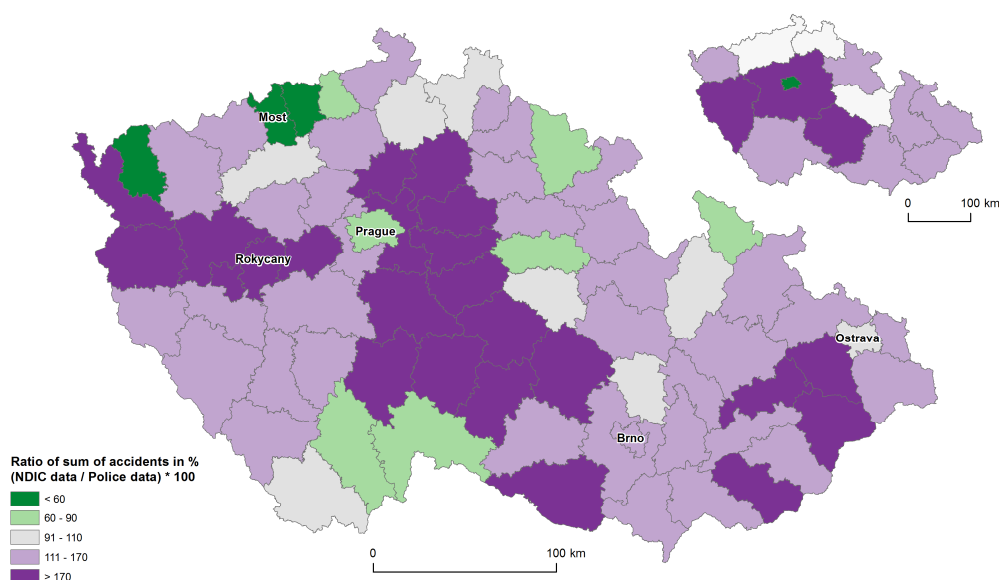 Most
Prague
Rokycany
Ostrava
Brno
0 100 km
Ratio of sum of accidents in %
(NDIC data / Police data) * 100
< 60
60 - 90
91 - 110
111 - 170
> 170
0 100 km